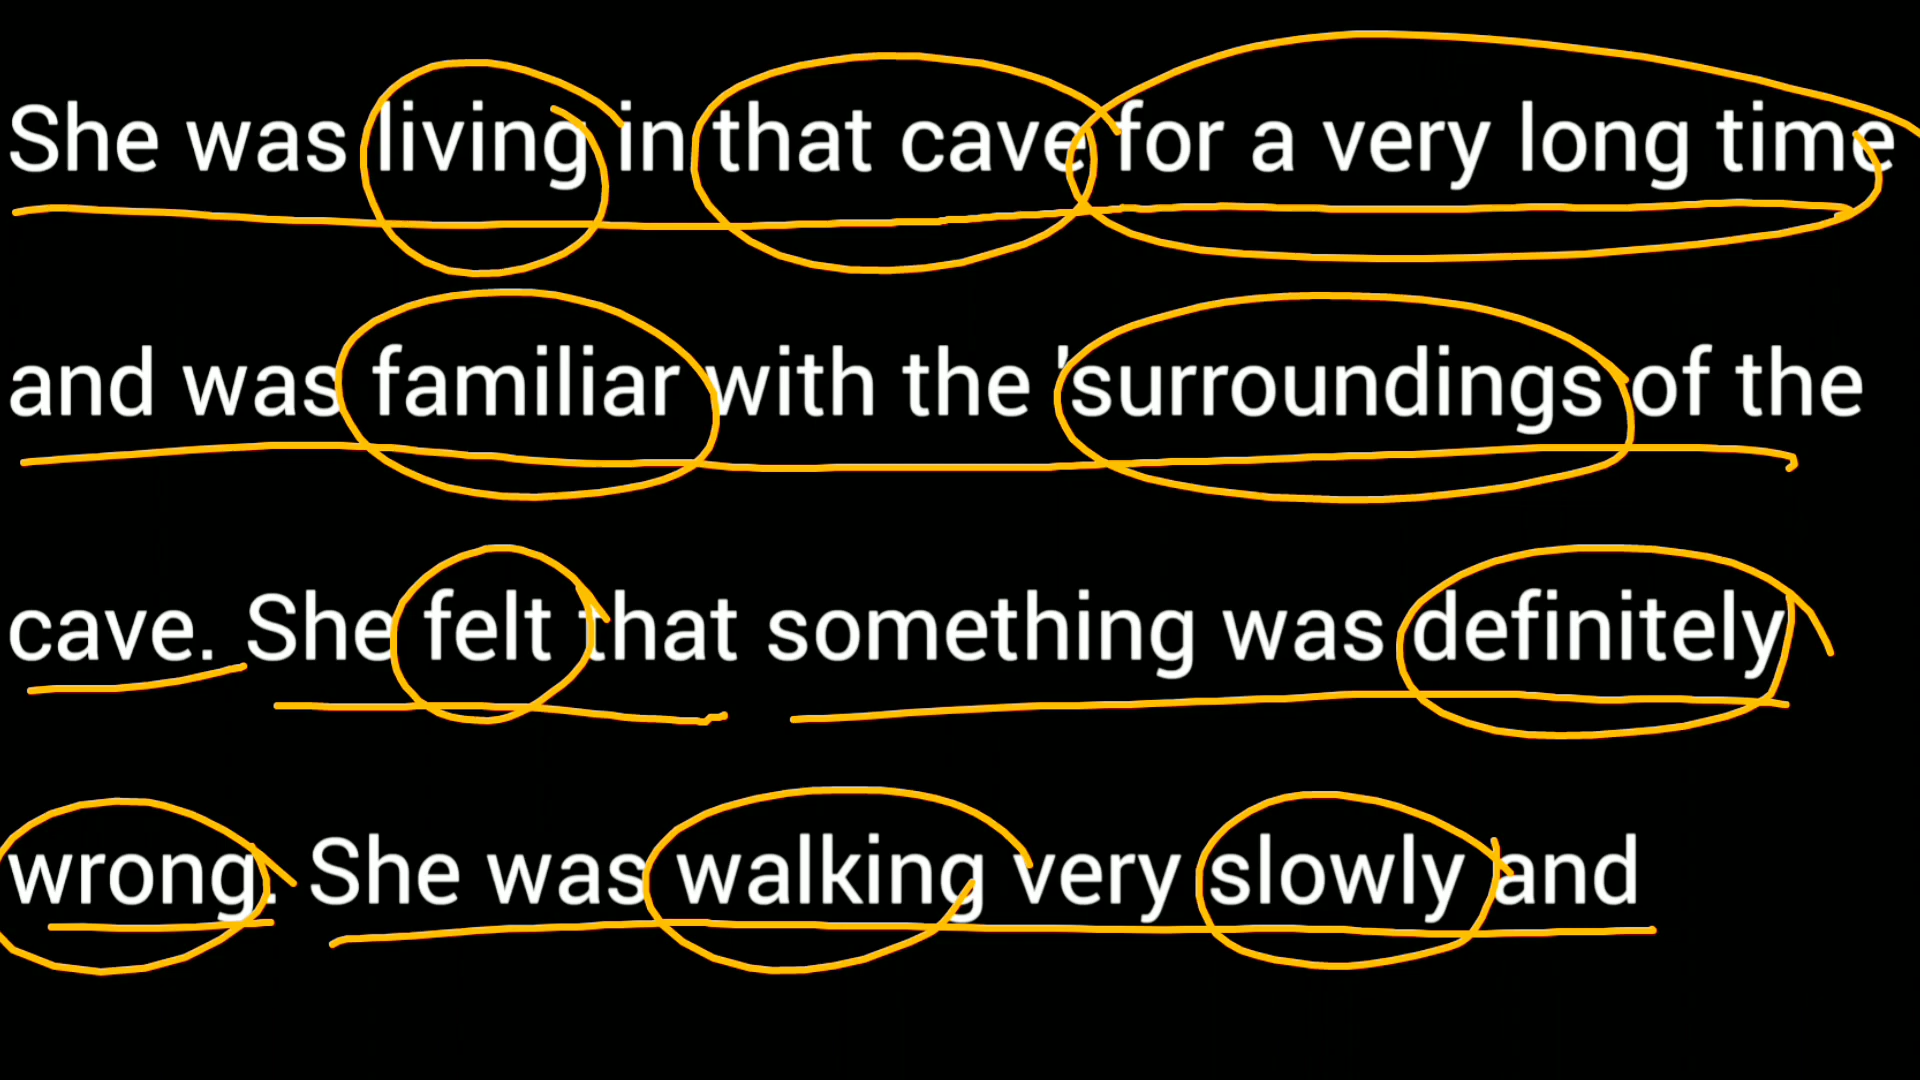 She was living in that cave for a very long time
and was familiar with the 'surroundings of the
cave. She felt that something was definitely
wrong. She was walking very slowly and